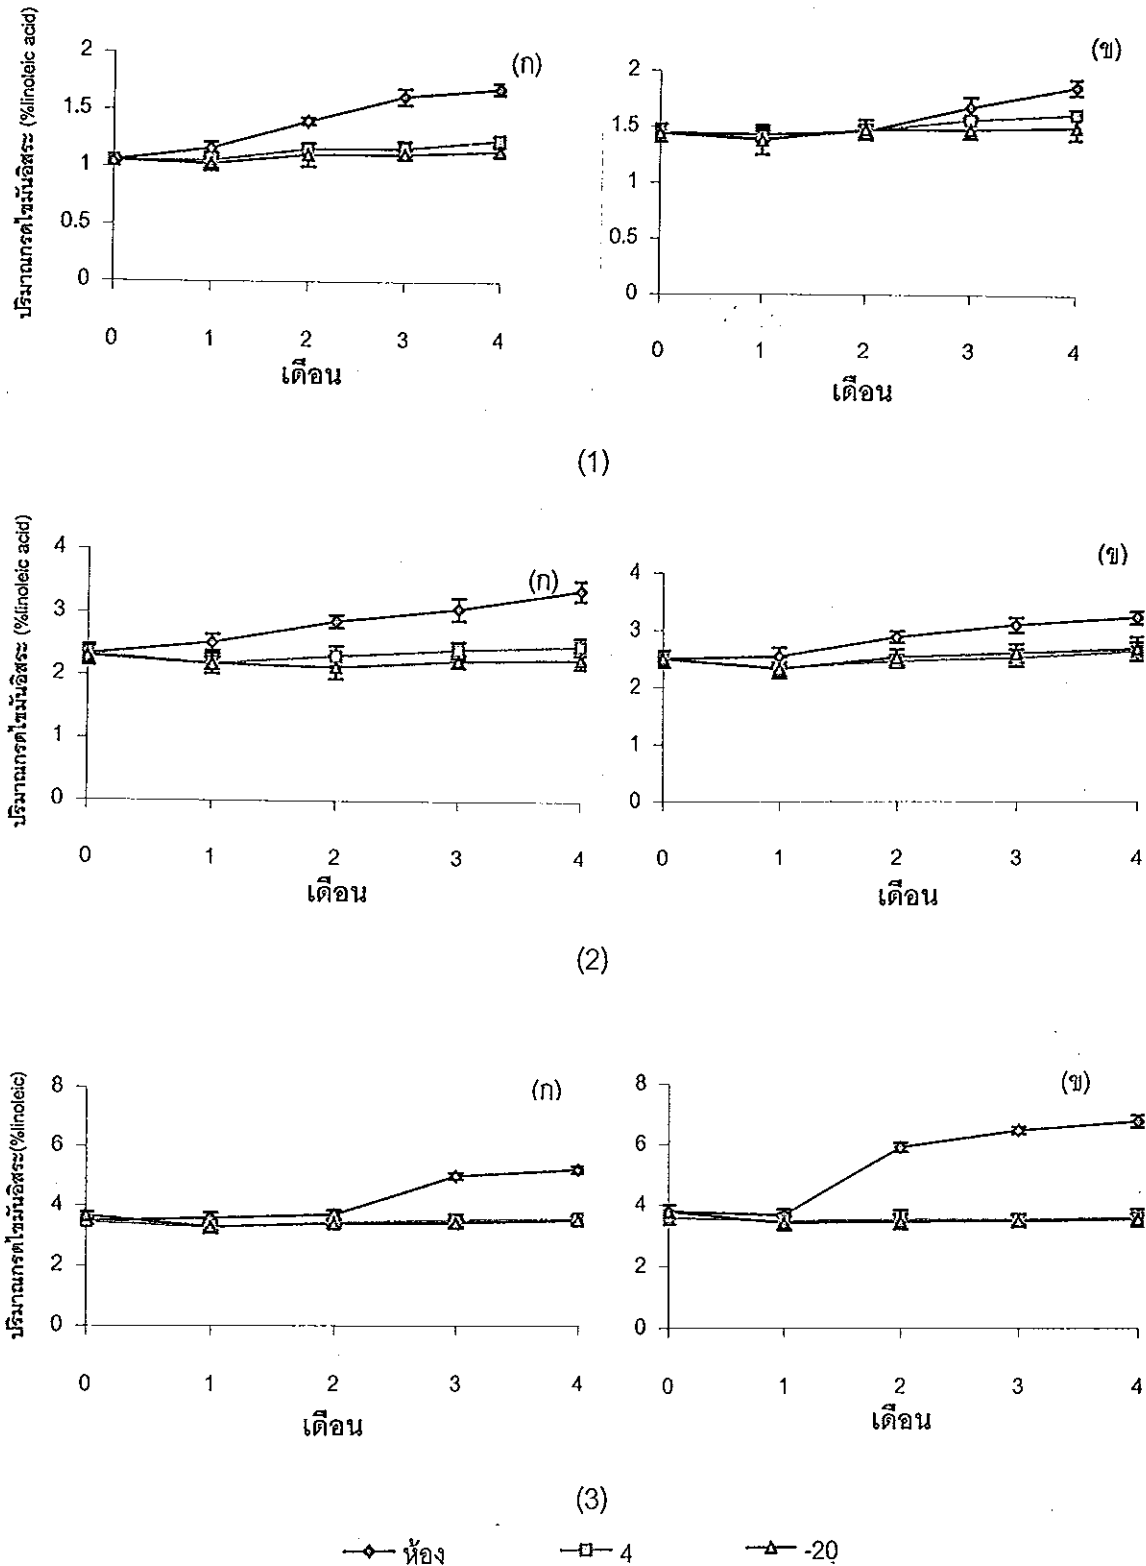 ปริมาณกรดไขมันอิสระ (%linoleic acid)
2
1.5
1
0.5
0
(ก)
0 1 2 3 4
เดือน
2
1.5
1
0.5
0
(ข)
0 1 2 3 4
เดือน
(1)
ปริมาณกรดไขมันอิสระ (%linoleic acid)
4
3
2
1
0
(ก)
0 1 2 3 4
เดือน
4
3
2
1
0
(ข)
0 1 2 3 4
เดือน
(2)
ปริมาณกรดไขมันอิสระ(%linoleic)
8
6
4
2
0
(ก)
0 1 2 3 4
เดือน
8
6
4
2
0
(ข)
0 1 2 3 4
เดือน
(3)
ห้อง 4 -20